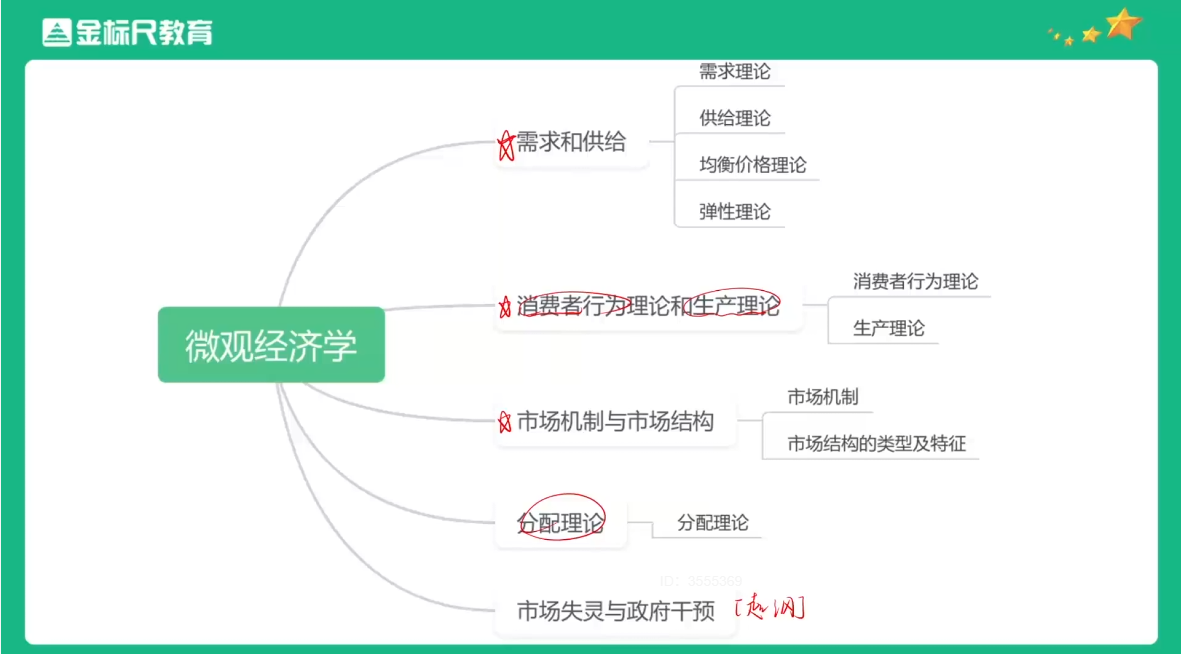 金标尺教育
需求理论
供给理论
需求和供给
均衡价格理论
弹性理论
消费者行为理论
消费者行为理论和生产理论
生产理论
微观经济学
市场机制
市场机制与市场结构
市场结构的类型及特征
分配理论
分配理论
ID: 3555369
市场失灵与政府干预 [超纲]